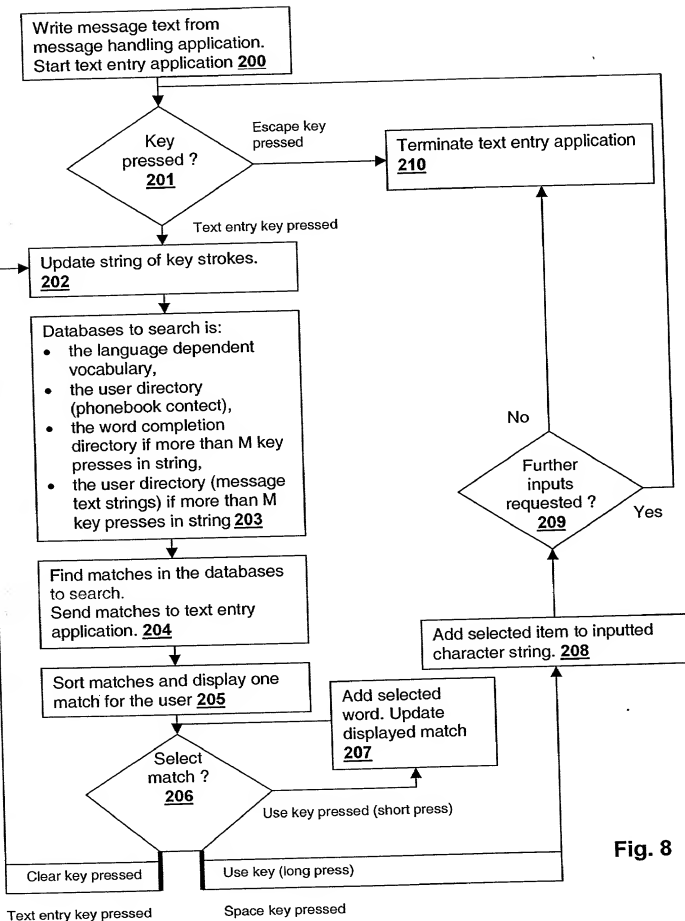 Write message text from
message handling application.
Start text entry application 200
Key
pressed ?
201
Escape key
pressed
Terminate text entry application
210
Text entry key pressed
Update string of key strokes.
202
Databases to search is:
• the language dependent
vocabulary,
• the user directory
(phonebook contect),
• the word completion
directory if more than M key
presses in string,
• the user directory (message
text strings) if more than M
key presses in string 203
No
Further
inputs
requested ?
209
Yes
Find matches in the databases
to search.
Send matches to text entry
application. 204
Add selected item to inputted
character string. 208
Sort matches and display one
match for the user 205
Add selected
word. Update
displayed match
207
Select
match ?
206
Use key pressed (short press)
Clear key pressed
Use key (long press)
Text entry key pressed
Space key pressed
Fig. 8